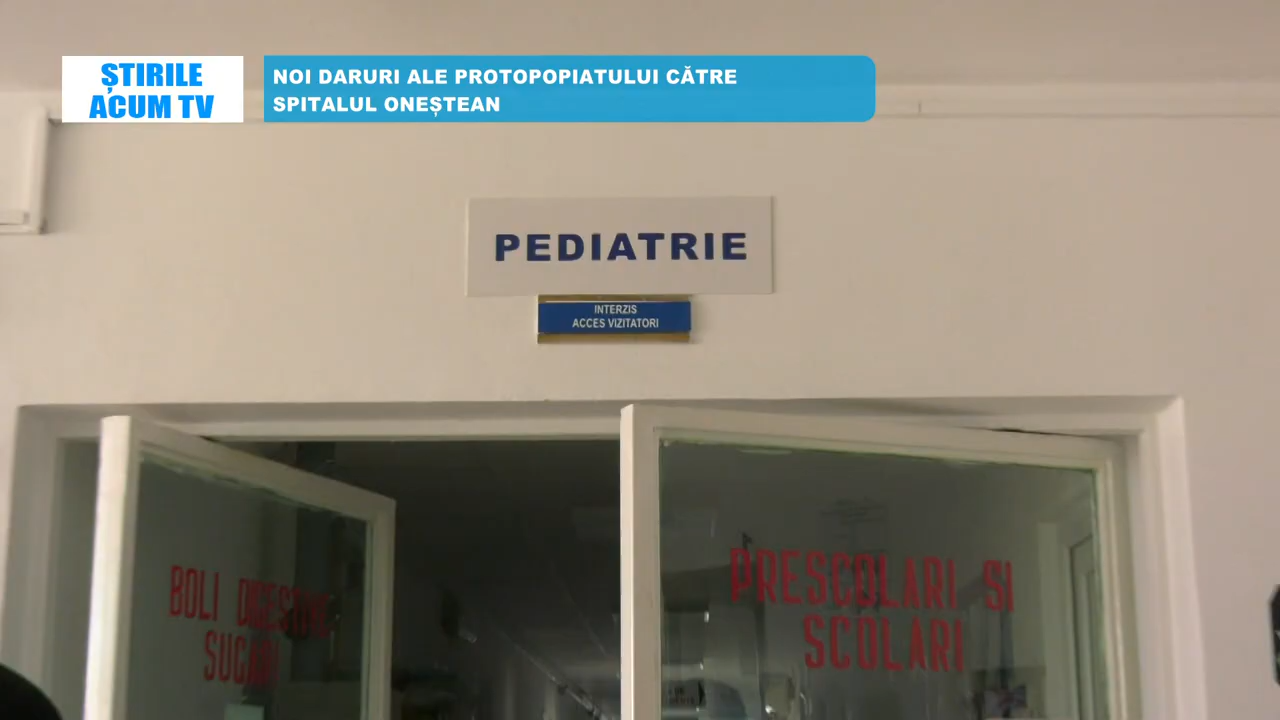 ȘTIRILE
ACUM TV
NOI DARURI ALE PROTOPOPIATULUI CĂTRE
SPITALUL ONEȘTEAN
PEDIATRIE
INTERZIS
ACCES VIZITATORI
BOLI DIGESTIVE
SUGARI
PRESCOLARI SI
SCOLARI